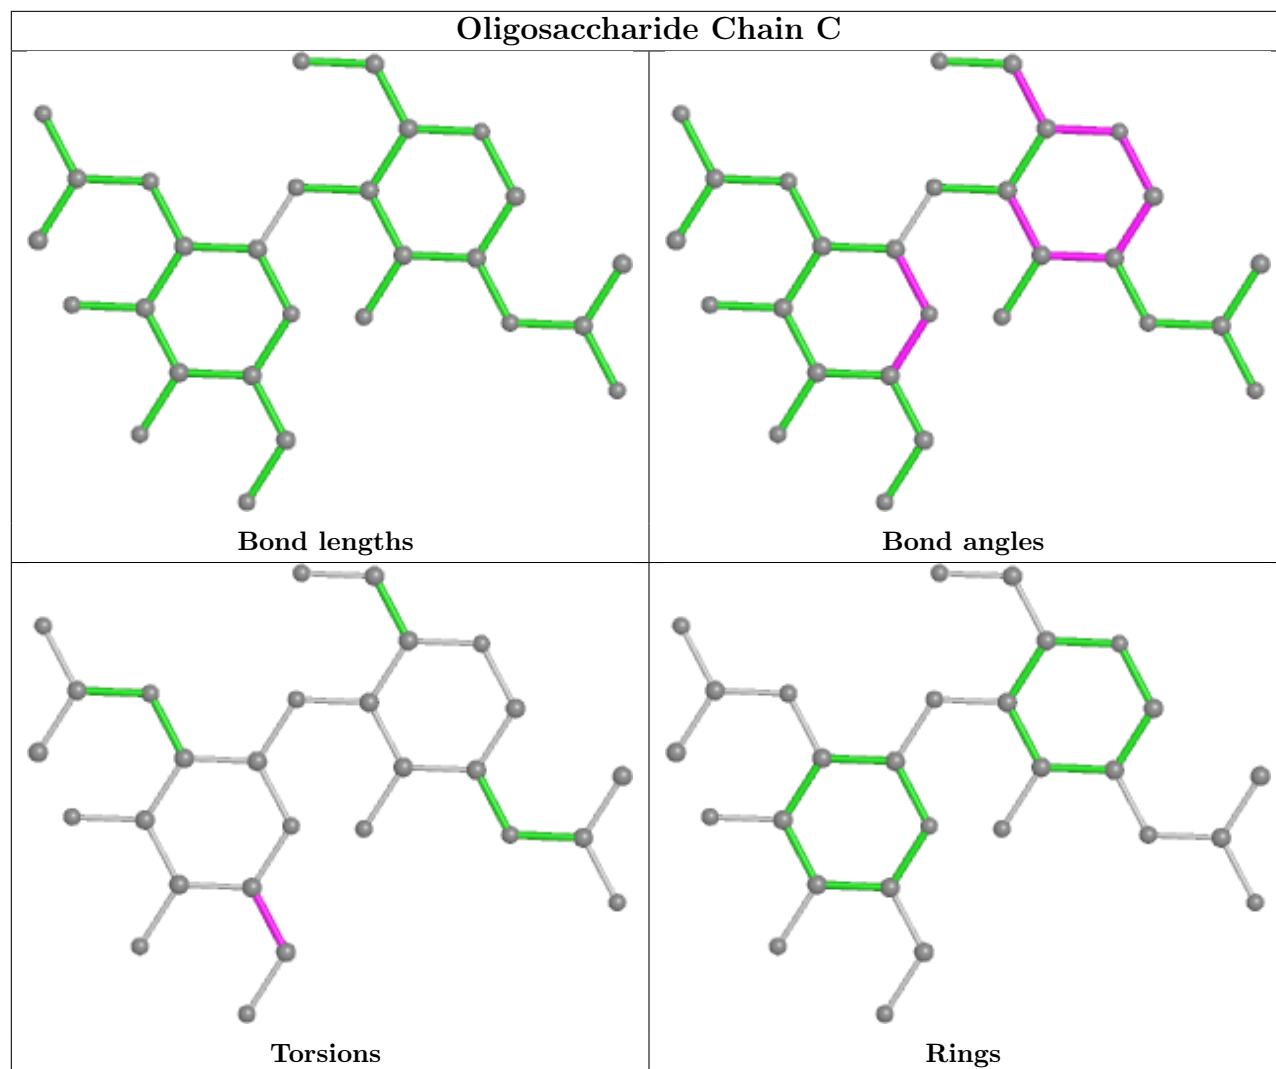 Oligosaccharide Chain C
Bond lengths
Bond angles
Torsions
Rings